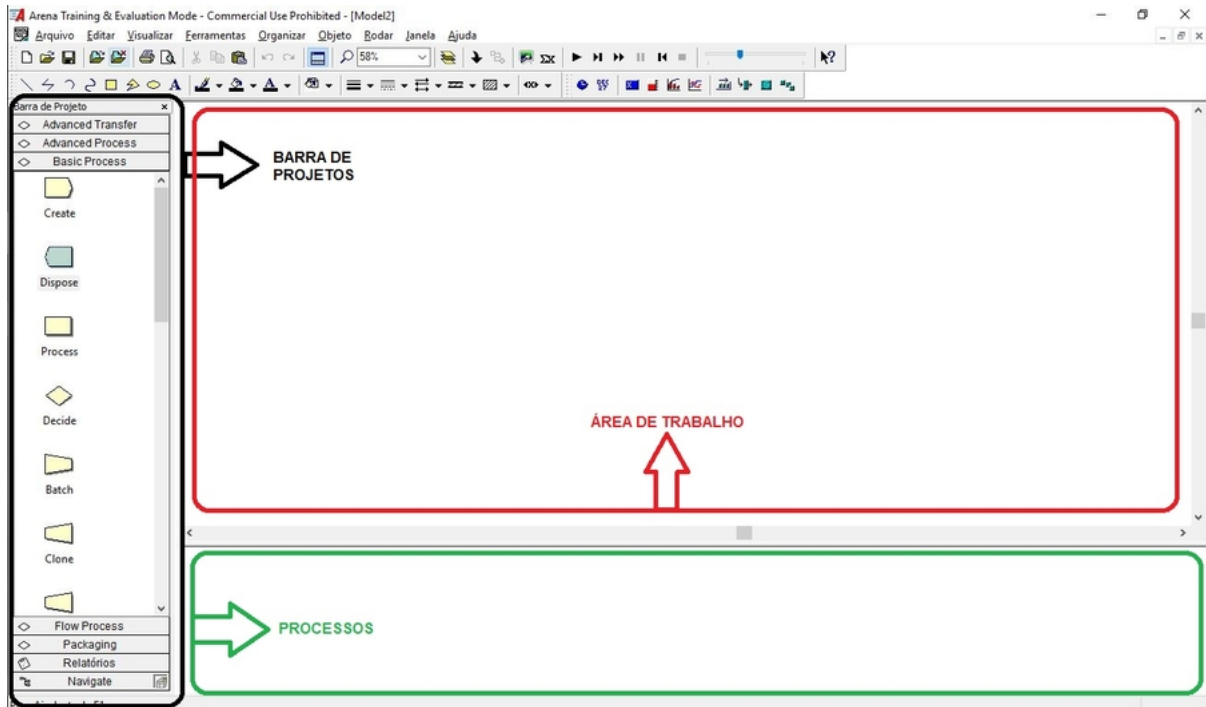 Arena Training & Evaluation Mode - Commercial Use Prohibited - [Model2]
Arquivo Editar Visualizar Ferramentas Organizar Objeto Rodar Janela Ajuda
58%
Barra de Projeto
Advanced Transfer
Advanced Process
Basic Process
Create
Dispose
Process
Decide
Batch
Clone
Flow Process
Packaging
Relatórios
Navigate
BARRA DE
PROJETOS
ÁREA DE TRABALHO
PROCESSOS